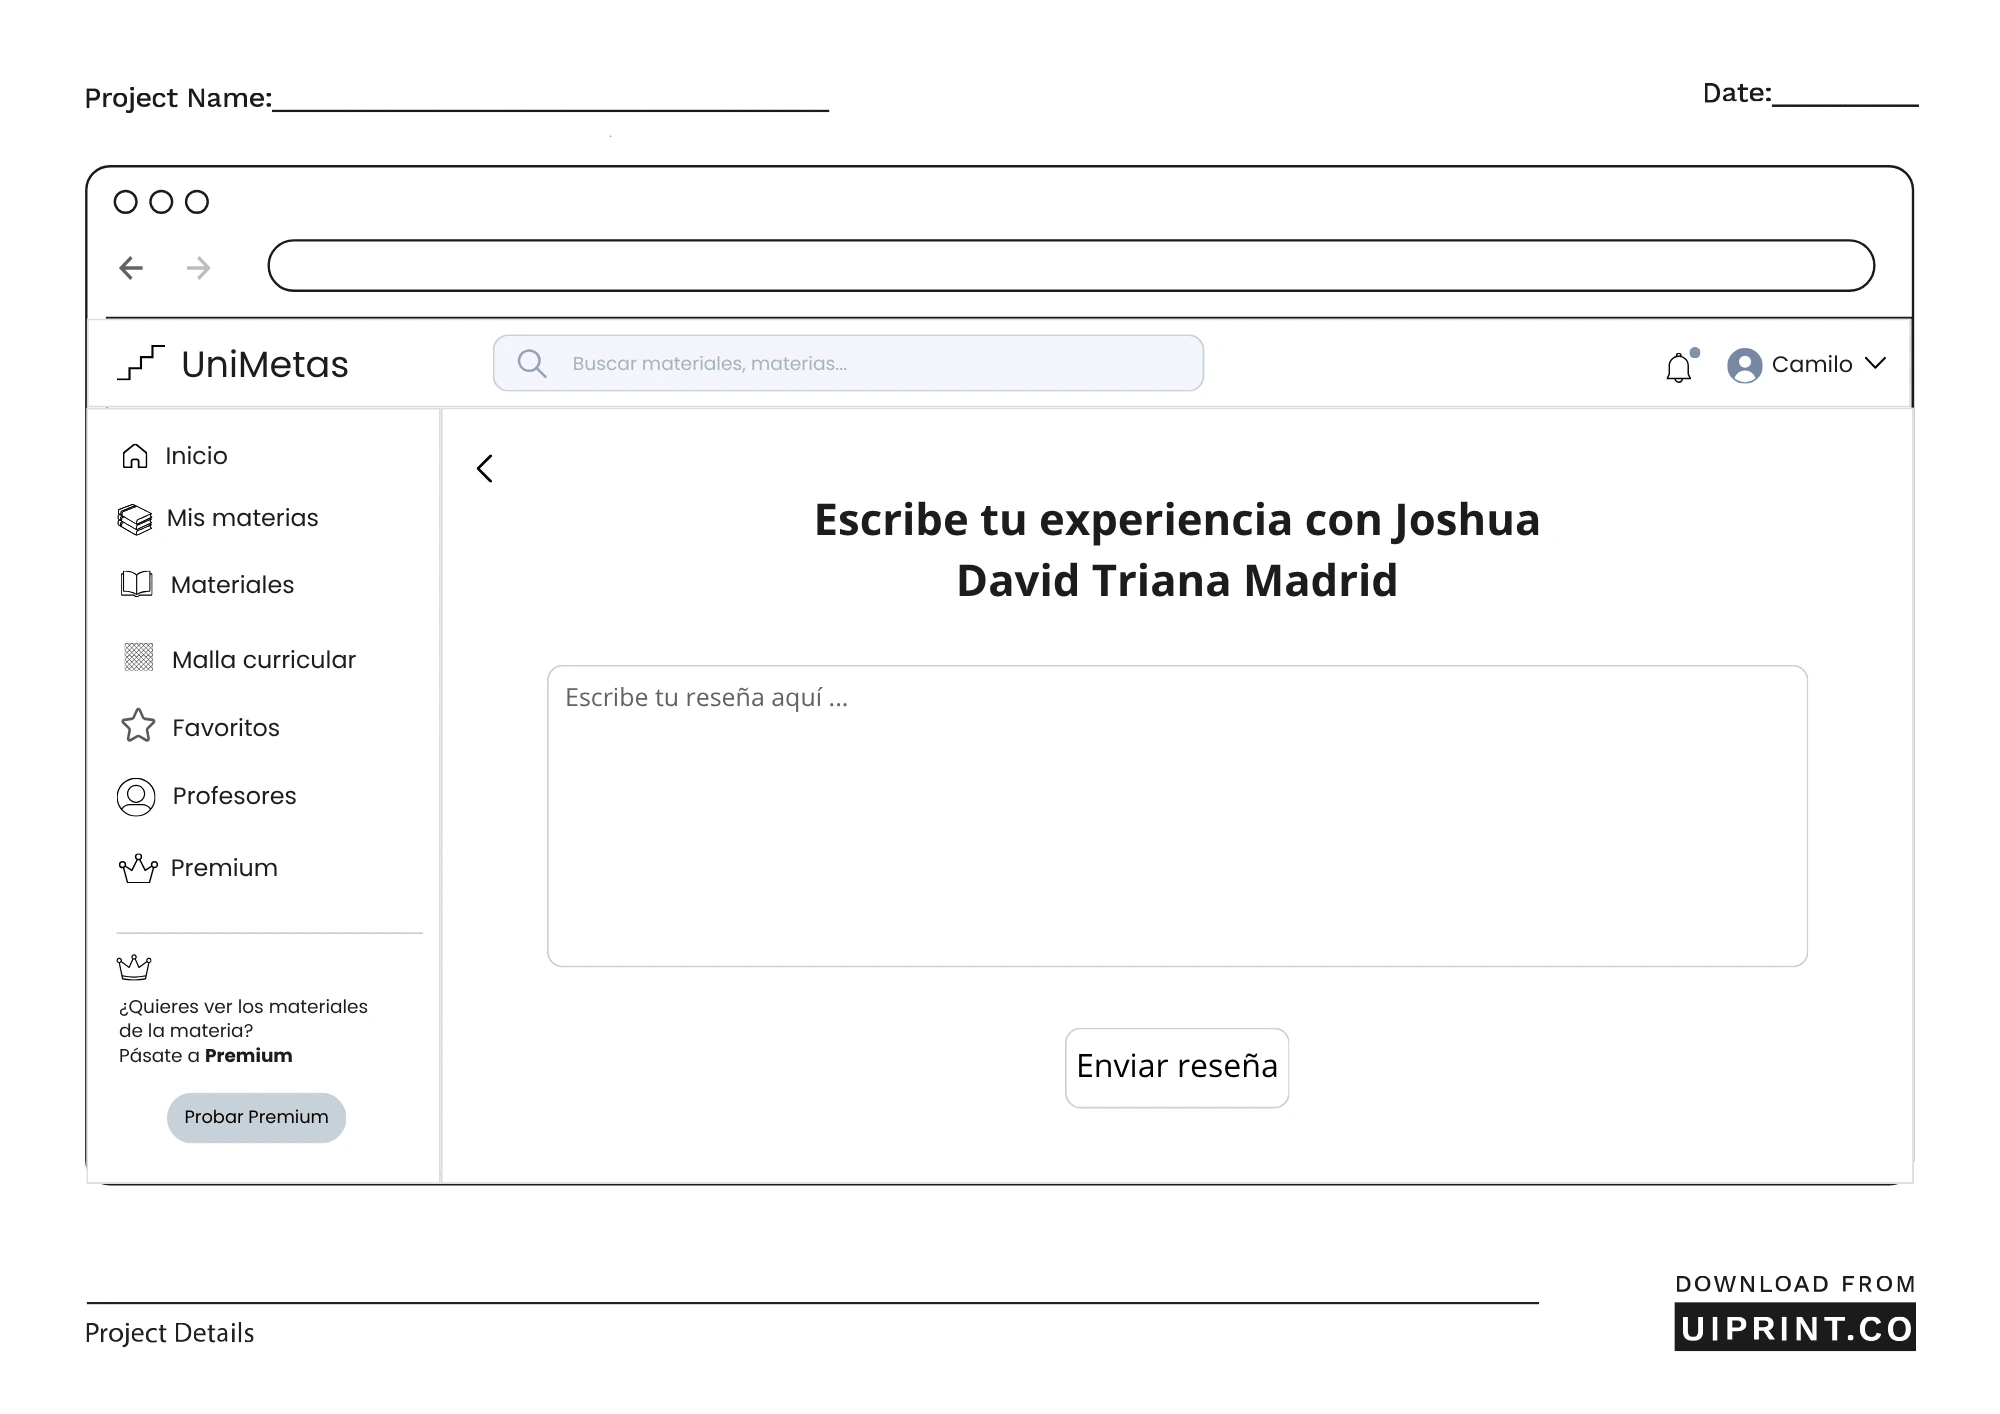 Project Name:
Date:
UniMetas
Buscar materiales, materias...
Camilo
Inicio
Mis materias
Materiales
Malla curricular
Favoritos
Profesores
Premium
¿Quieres ver los materiales
de la materia?
Pásate a Premium
Probar Premium
Escribe tu experiencia con Joshua
David Triana Madrid
Escribe tu reseña aquí ...
Enviar reseña
Project Details
DOWNLOAD FROM
UIPRINT.CO